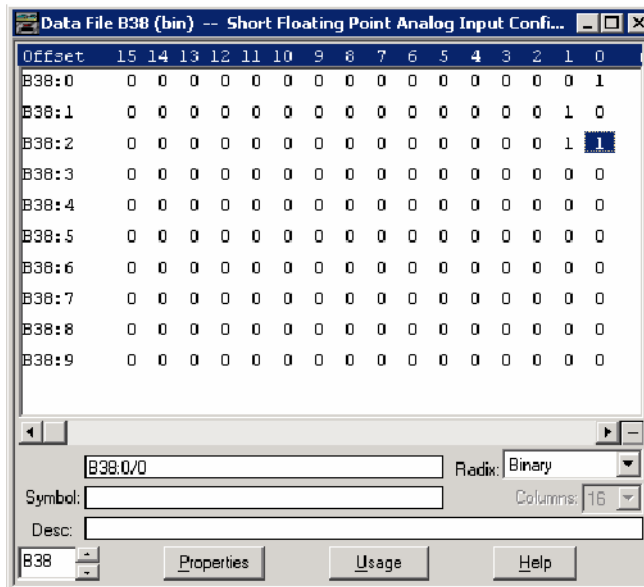 Data File B38 (bin) -- Short Floating Point Analog Input Confi...
Offset 15 14 13 12 11 10 9 8 7 6 5 4 3 2 1 0
B38:0 0 0 0 0 0 0 0 0 0 0 0 0 0 0 0 1
B38:1 0 0 0 0 0 0 0 0 0 0 0 0 0 0 1 0
B38:2 0 0 0 0 0 0 0 0 0 0 0 0 0 0 1 1
B38:3 0 0 0 0 0 0 0 0 0 0 0 0 0 0 0 0
B38:4 0 0 0 0 0 0 0 0 0 0 0 0 0 0 0 0
B38:5 0 0 0 0 0 0 0 0 0 0 0 0 0 0 0 0
B38:6 0 0 0 0 0 0 0 0 0 0 0 0 0 0 0 0
B38:7 0 0 0 0 0 0 0 0 0 0 0 0 0 0 0 0
B38:8 0 0 0 0 0 0 0 0 0 0 0 0 0 0 0 0
B38:9 0 0 0 0 0 0 0 0 0 0 0 0 0 0 0 0
B38:0/0 Radix: Binary
Symbol: Columns: 16
Desc:
B38 Properties Usage Help